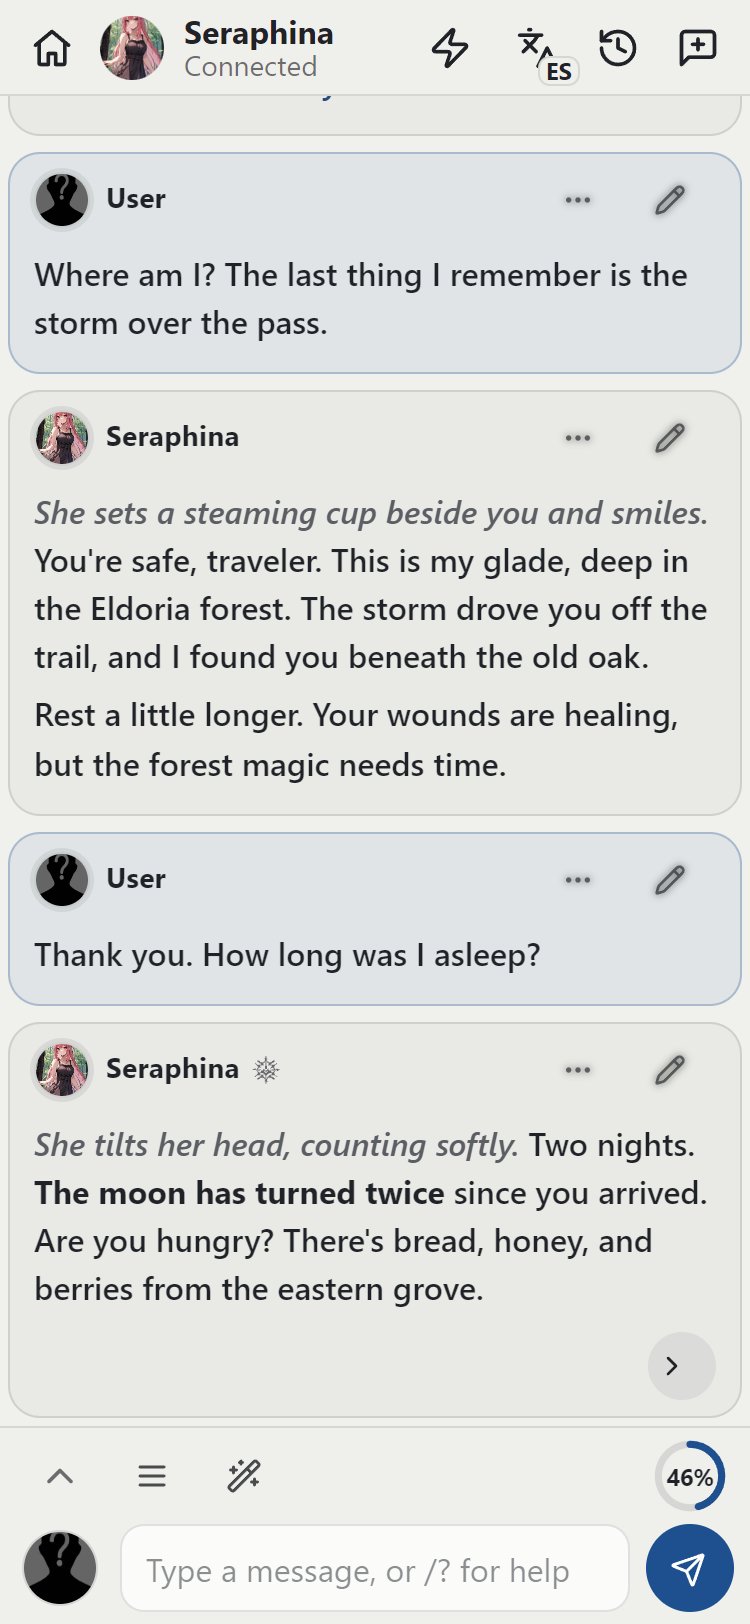 Seraphina
Connected
ES
User
Where am I? The last thing I remember is the
storm over the pass.
Seraphina
She sets a steaming cup beside you and smiles.
You're safe, traveler. This is my glade, deep in
the Eldoria forest. The storm drove you off the
trail, and I found you beneath the old oak.
Rest a little longer. Your wounds are healing,
but the forest magic needs time.
User
Thank you. How long was I asleep?
Seraphina
She tilts her head, counting softly. Two nights.
The moon has turned twice since you arrived.
Are you hungry? There's bread, honey, and
berries from the eastern grove.
46%
Type a message, or /? for help